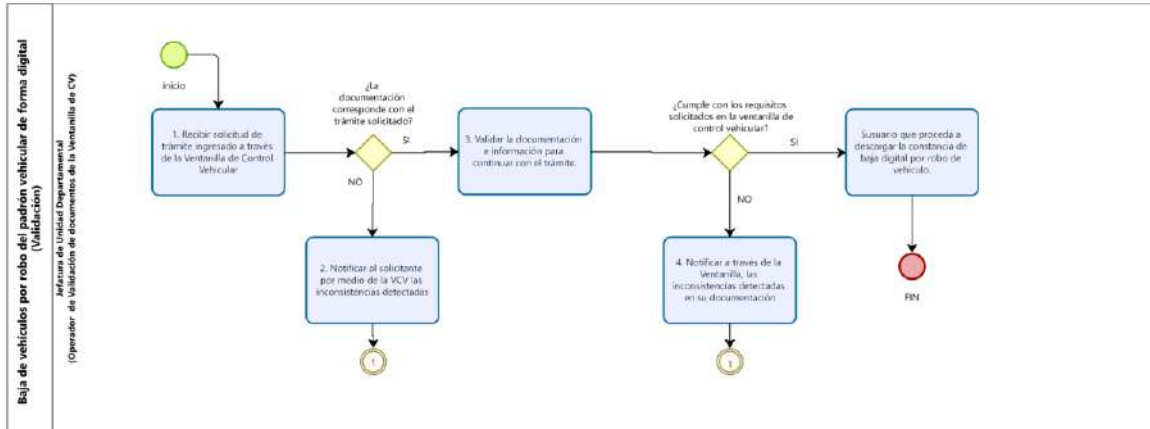 Baja de vehículos por robo del padrón vehicular de forma digital
(Validación)
Jefatura de Unidad Departamental
(Operador de Validación de documentos de la Ventanilla de CV)
inicio
1. Recibir solicitud de
trámite ingresado a través
de la Ventanilla de Control
Vehicular
¿La
documentación
corresponde con el
trámite solicitado?
SI
NO
2. Notificar al solicitante
por medio de la VCV las
inconsistencias detectadas
1
3. Validar la documentación
e información para
continuar con el trámite.
¿Cumple con los requisitos
solicitados en la ventanilla de
control vehicular?
SI
NO
4. Notificar a través de la
Ventanilla, las
inconsistencias detectadas
en su documentación
1
Susuario que proceda a
descargar la constancia de
baja digital por robo de
vehículo.
FIN